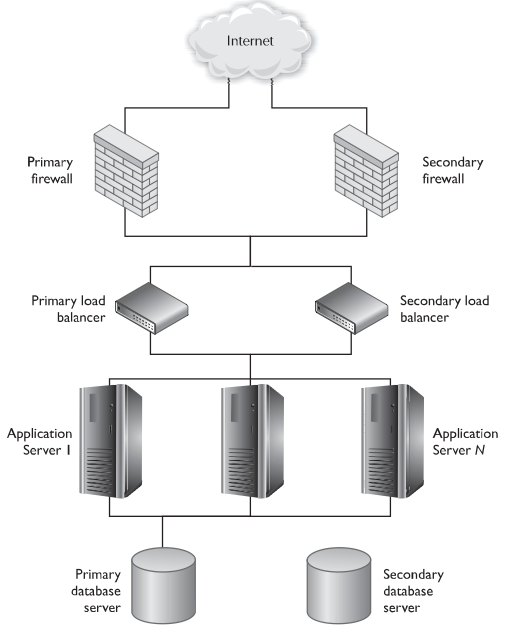 Internet
Primary
firewall
Secondary
firewall
Primary load
balancer
Secondary load
balancer
Application
Server 1
Application
Server N
Primary
database
server
Secondary
database
server